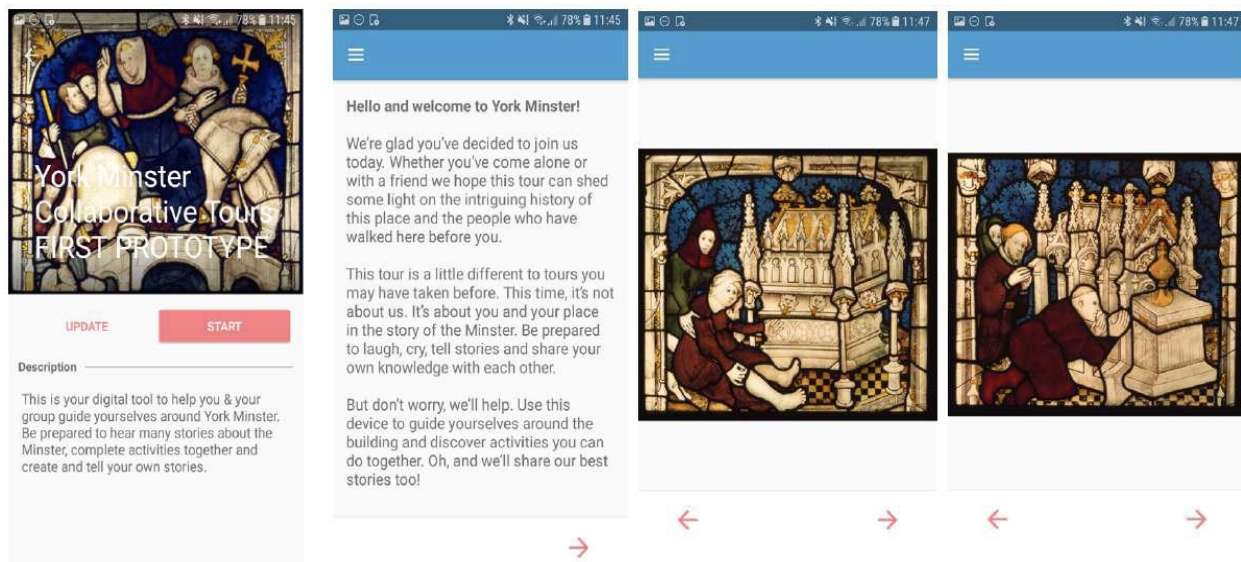 78% 11:45
York Minster
Collaborative Tours
FIRST PROTOTYPE
UPDATE
START
Description
This is your digital tool to help you & your
group guide yourselves around York Minster.
Be prepared to hear many stories about the
Minster, complete activities together and
create and tell your own stories.
78% 11:45
Hello and welcome to York Minster!
We're glad you've decided to join us
today. Whether you've come alone or
with a friend we hope this tour can shed
some light on the intriguing history of
this place and the people who have
walked here before you.
This tour is a little different to tours you
may have taken before. This time, it's not
about us. It's about you and your place
in the story of the Minster. Be prepared
to laugh, cry, tell stories and share your
own knowledge with each other.
But don't worry, we'll help. Use this
device to guide yourselves around the
building and discover activities you can
do together. Oh, and we'll share our best
stories too!
78% 11:47
78% 11:47